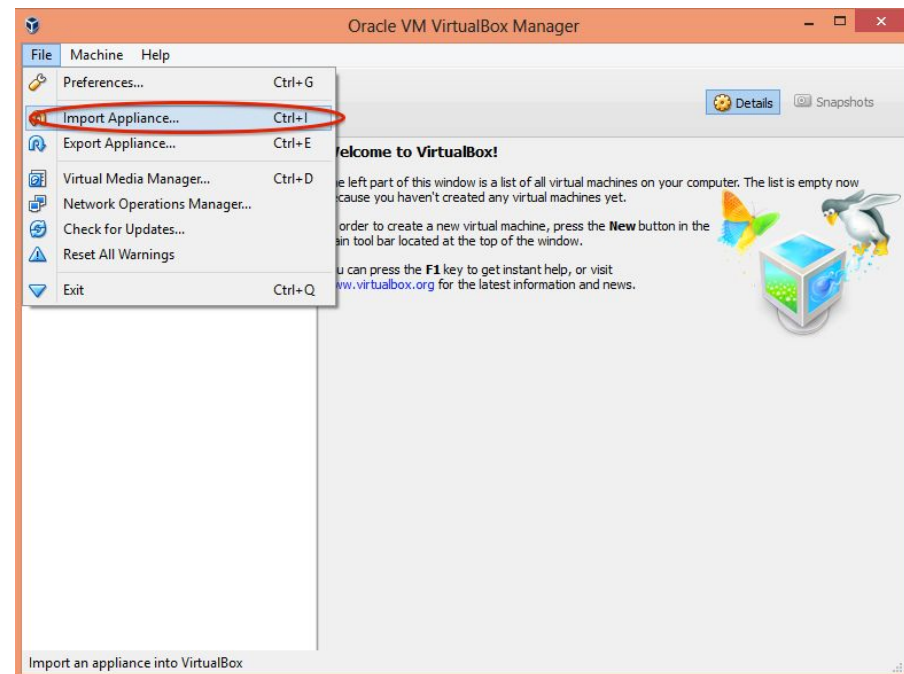 Oracle VM VirtualBox Manager
File Machine Help
Preferences... Ctrl+G
Import Appliance... Ctrl+I
Export Appliance... Ctrl+E
Virtual Media Manager... Ctrl+D
Network Operations Manager...
Check for Updates...
Reset All Warnings
Exit Ctrl+Q
Details Snapshots
elcome to VirtualBox!
e left part of this window is a list of all virtual machines on your computer. The list is empty now
cause you haven't created any virtual machines yet.
order to create a new virtual machine, press the New button in the
ain tool bar located at the top of the window.
u can press the F1 key to get instant help, or visit
ww.virtualbox.org for the latest information and news.
Import an appliance into VirtualBox